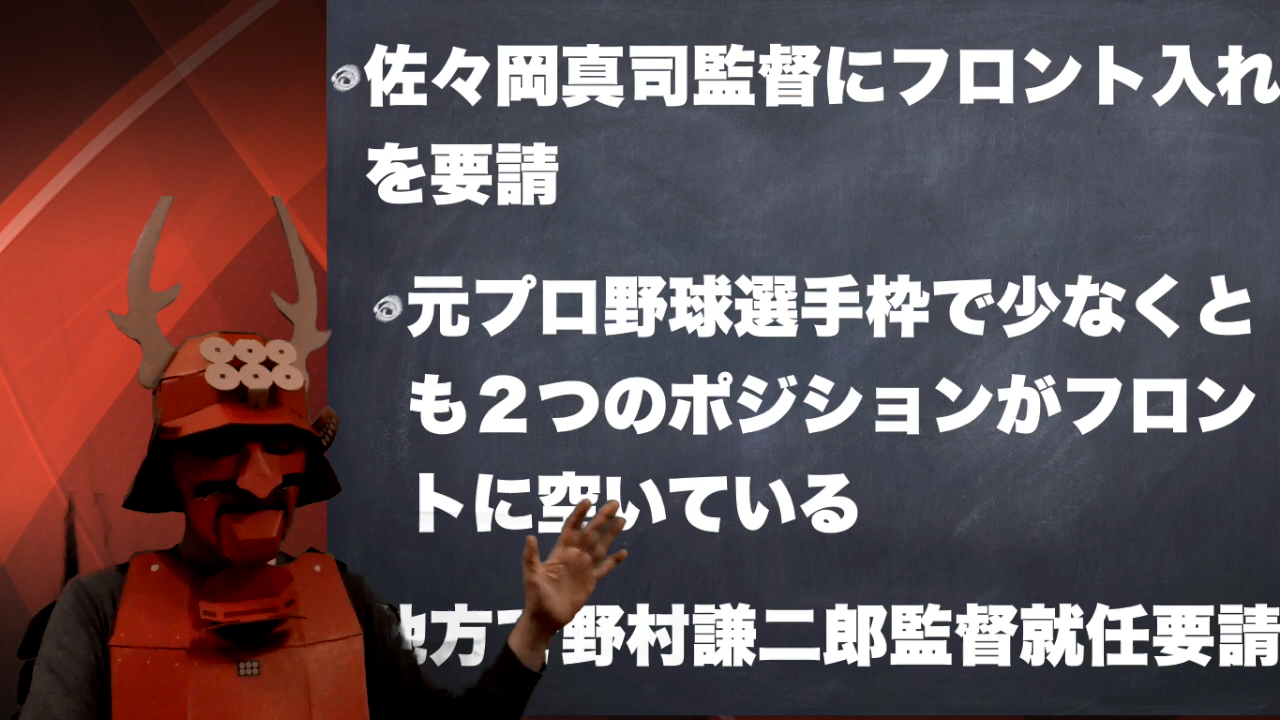 佐々岡真司監督にフロント入れ
を要請
元プロ野球選手枠で少なくと
も２つのポジションがフロン
トに空いている
地方で野村謙二郎監督就任要請